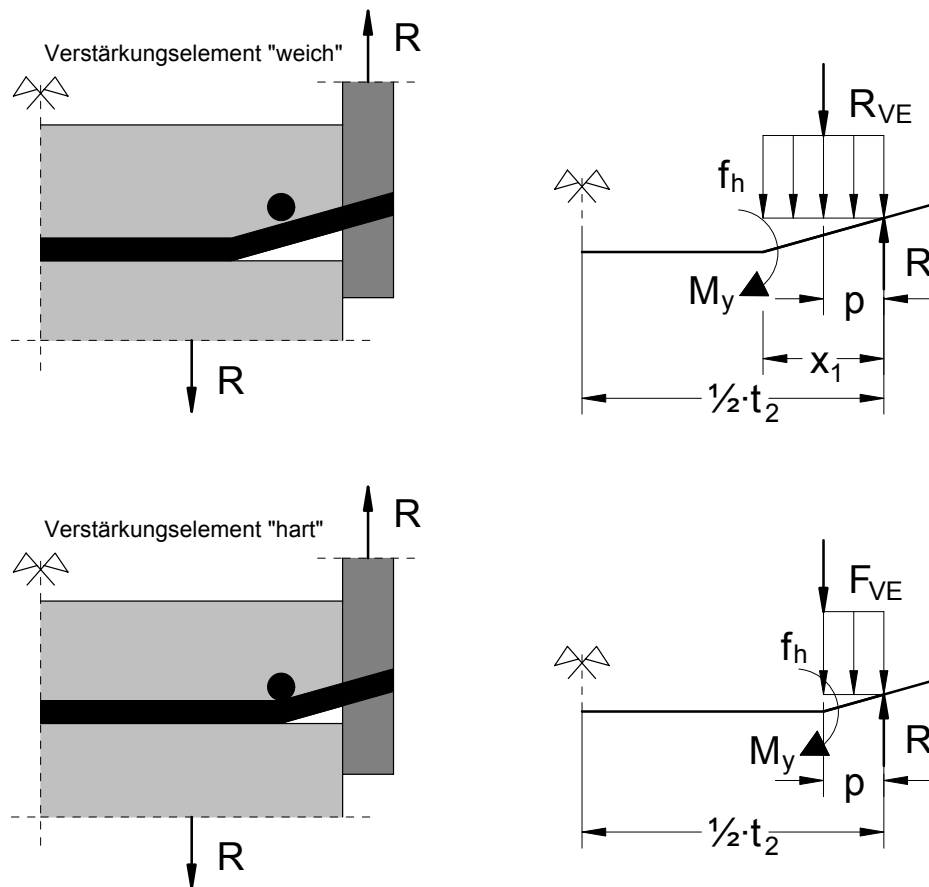 Verstärkungselement "weich"
R
R
R_VE
f_h
M_y
R
p
x_1
½·t_2
Verstärkungselement "hart"
R
R
F_VE
f_h
M_y
R
p
½·t_2